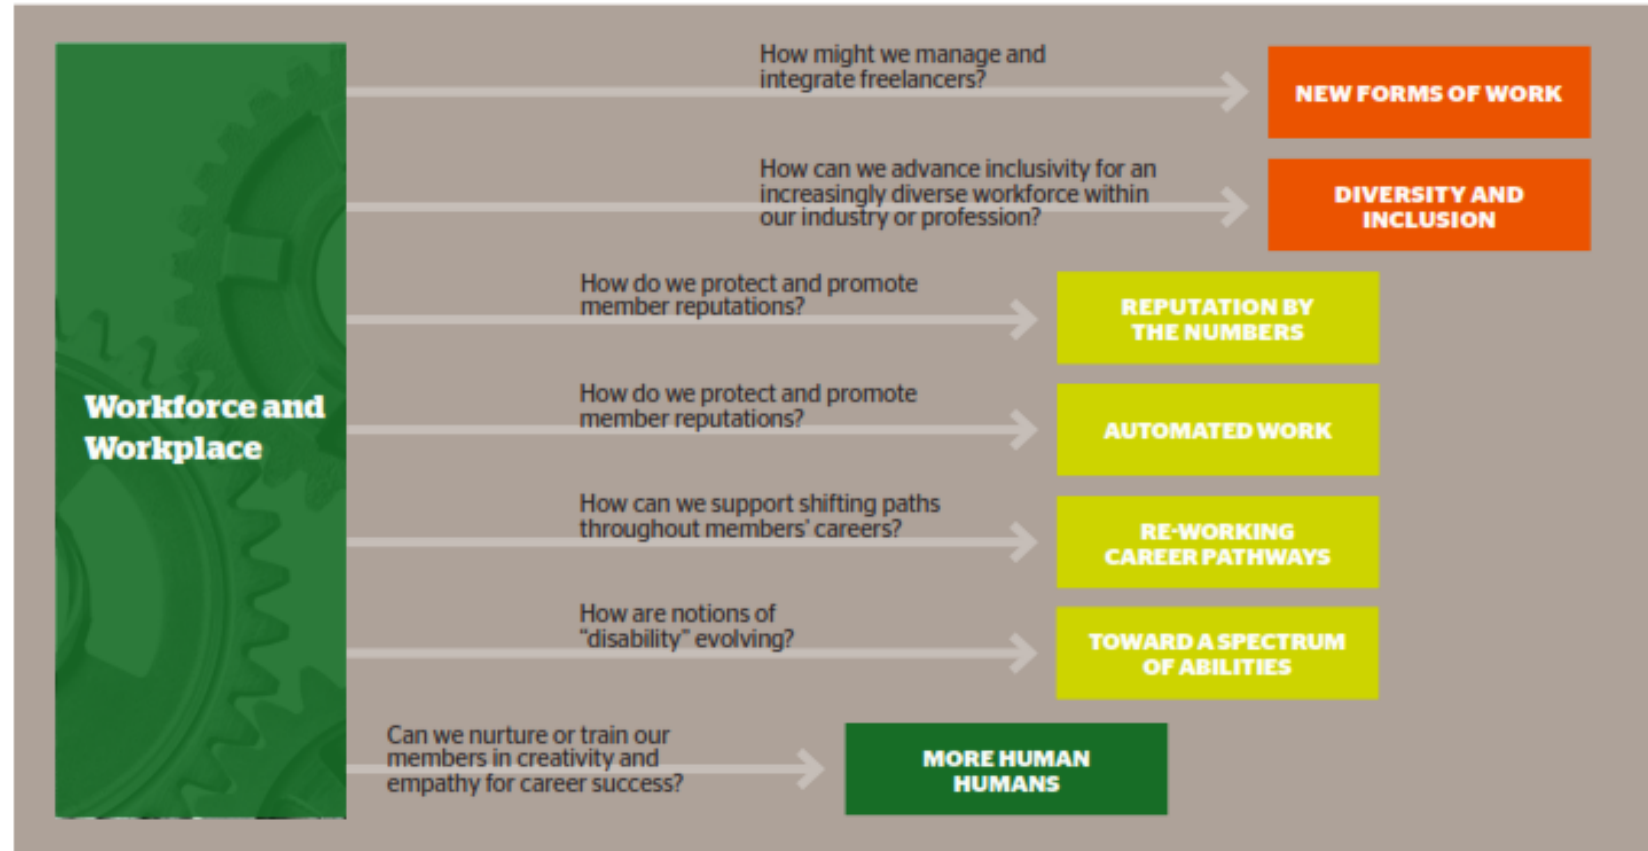 Workforce and
Workplace
How might we manage and
integrate freelancers?
NEW FORMS OF WORK
How can we advance inclusivity for an
increasingly diverse workforce within
our industry or profession?
DIVERSITY AND
INCLUSION
How do we protect and promote
member reputations?
REPUTATION BY
THE NUMBERS
How do we protect and promote
member reputations?
AUTOMATED WORK
How can we support shifting paths
throughout members' careers?
RE-WORKING
CAREER PATHWAYS
How are notions of
“disability” evolving?
TOWARD A SPECTRUM
OF ABILITIES
Can we nurture or train our
members in creativity and
empathy for career success?
MORE HUMAN
HUMANS